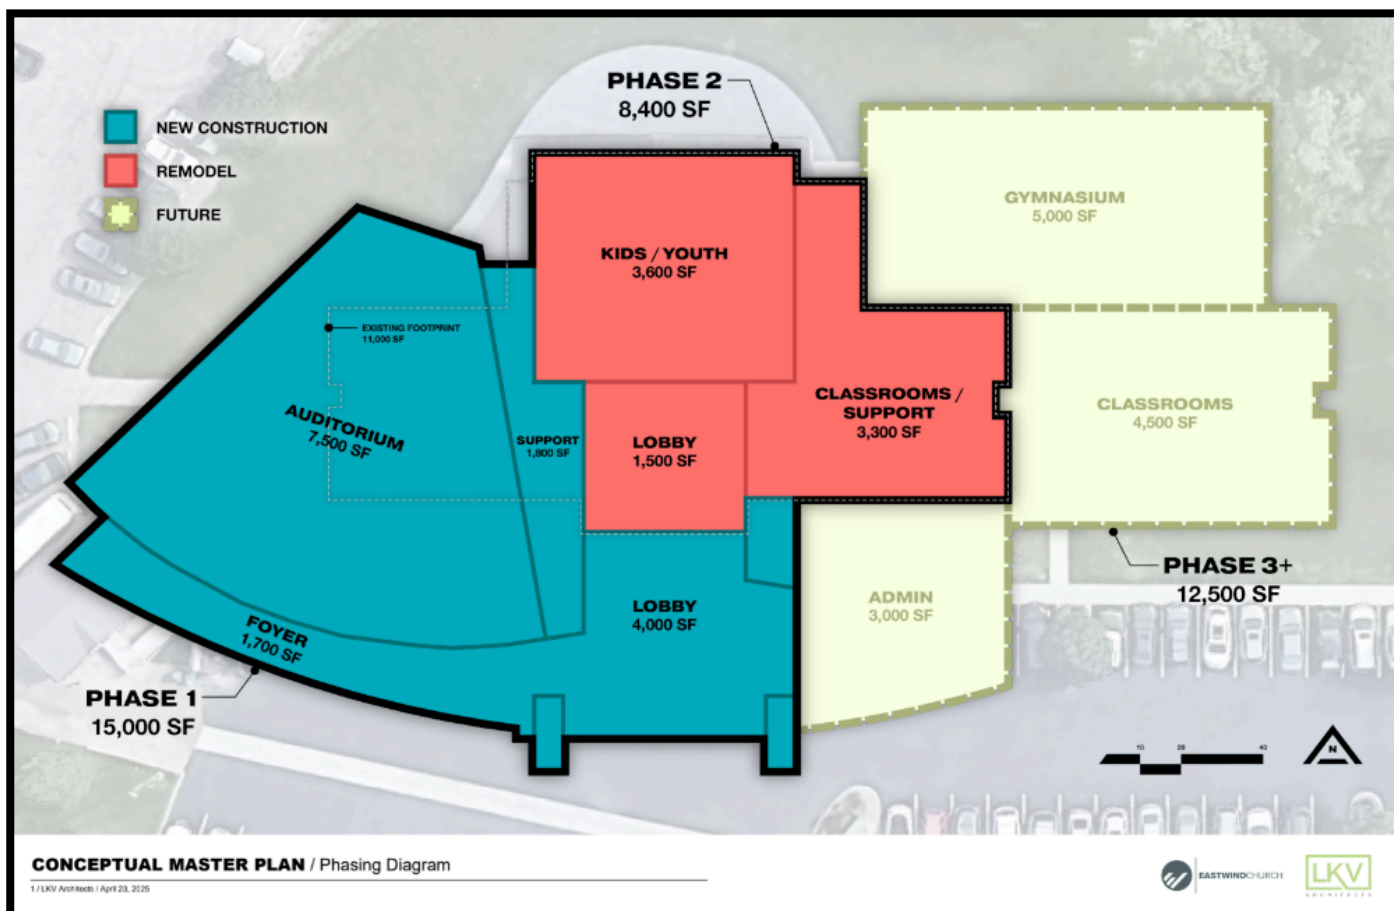 PHASE 2
8,400 SF
NEW CONSTRUCTION
REMODEL
FUTURE
GYMNASIUM
5,000 SF
KIDS / YOUTH
3,600 SF
EXISTING FOOTPRINT
11,000 SF
AUDITORIUM
7,500 SF
SUPPORT
1,800 SF
LOBBY
1,500 SF
CLASSROOMS /
SUPPORT
3,300 SF
CLASSROOMS
4,500 SF
PHASE 3+
12,500 SF
ADMIN
3,000 SF
LOBBY
4,000 SF
FOYER
1,700 SF
PHASE 1
15,000 SF
10 20 40
N
CONCEPTUAL MASTER PLAN / Phasing Diagram
1 / LKV Architects / April 23, 2025
EASTWINDCHURCH
LKV
ARCHITECTS